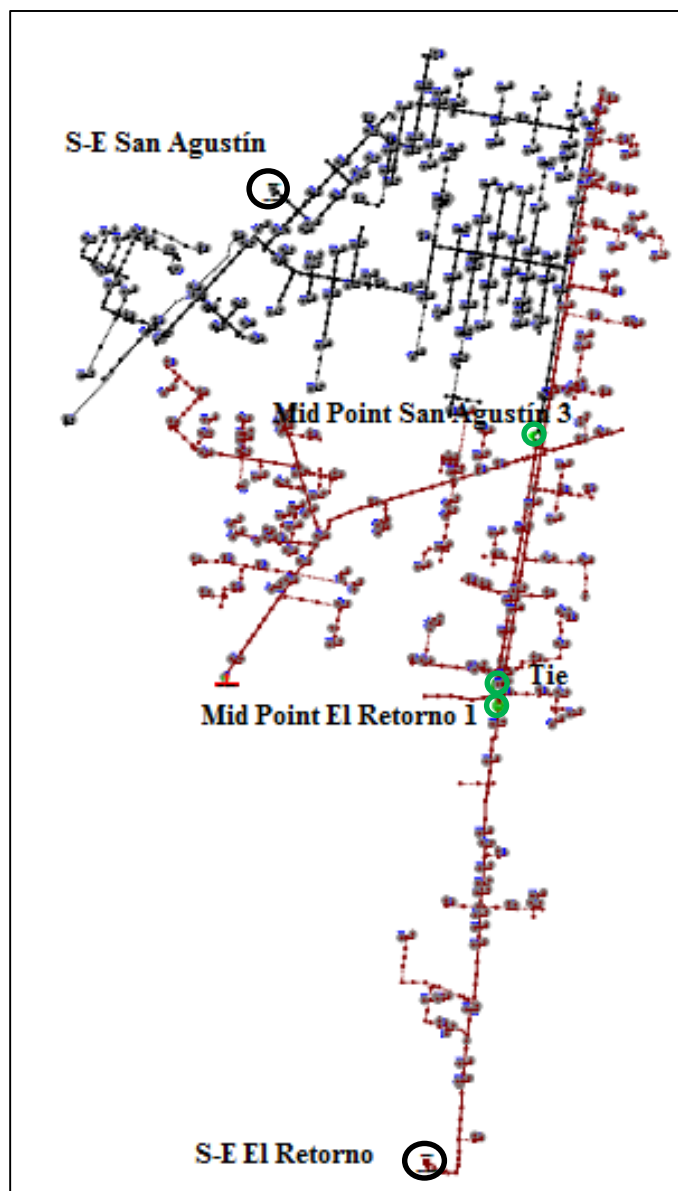 S-E San Agustín
Mid Point San Agustín 3
Tie
Mid Point El Retorno 1
S-E El Retorno